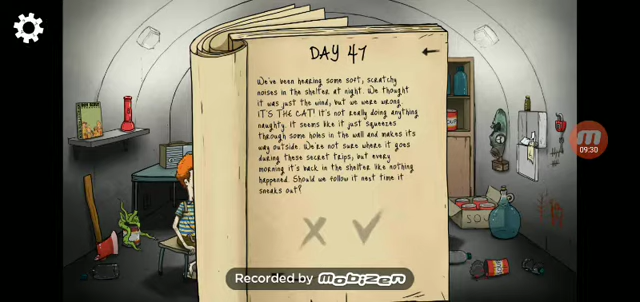 DAY 47
We've been hearing some soft, scratchy
noises in the shelter at night. We thought
it was just the wind, but we were wrong.
IT'S THE CAT! It's not really doing anything
naughty. It seems like it just squeezes
through some holes in the wall and makes its
way outside. We're not sure where it goes
during these secret trips, but every
morning it's back in the shelter like nothing
happened. Should we follow it next time it
sneaks out?
SOUP
09:30
Recorded by mobizen